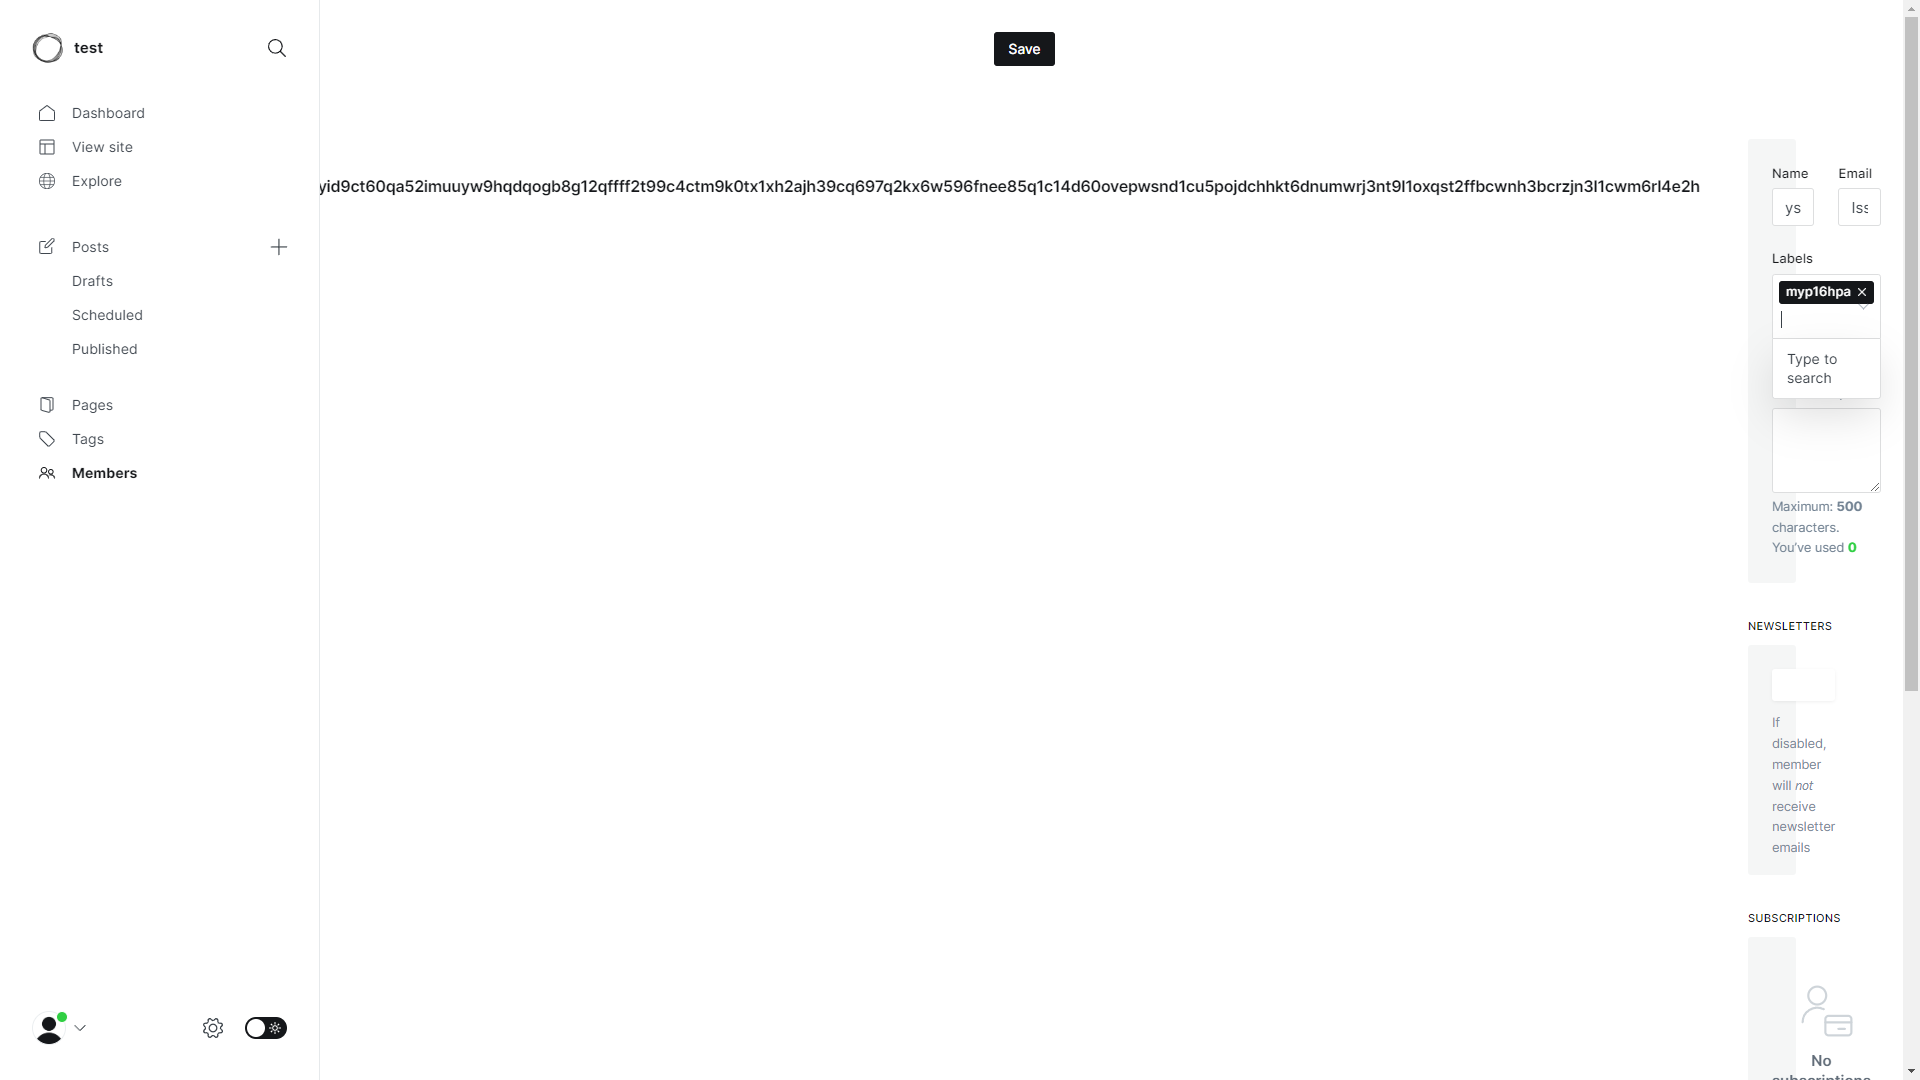 test
Save
Dashboard
View site
Explore
Posts
Drafts
Scheduled
Published
Pages
Tags
Members
yid9ct60qa52imuuyw9hqdqogb8g12qffff2t99c4ctm9k0tx1xh2ajh39cq697q2kx6w596fnee85q1c14d60ovepwsnd1cu5pojdchhkt6dnumwrj3nt9l1oxqst2ffbcwnh3bcrzjn3l1cwm6rl4e2h
Name Email
ys lss
Labels
myp16hpa
Type to
search
Maximum: 500
characters.
You've used 0
NEWSLETTERS
If
disabled,
member
will not
receive
newsletter
emails
SUBSCRIPTIONS
No
subscriptions